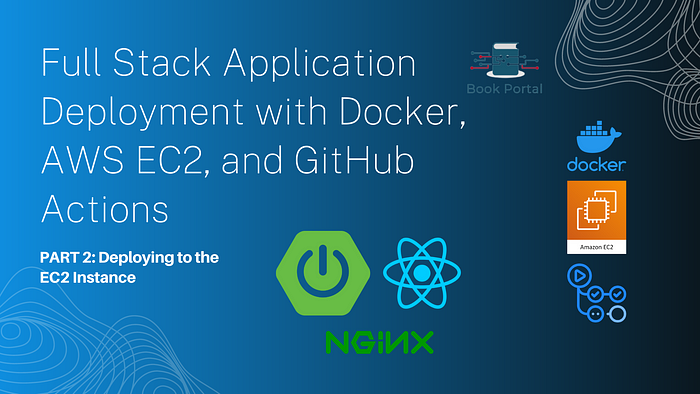 Full Stack Application
Deployment with Docker,
AWS EC2, and GitHub
Actions
PART 2: Deploying to the
EC2 Instance
Book Portal
docker
Amazon EC2
NGINX